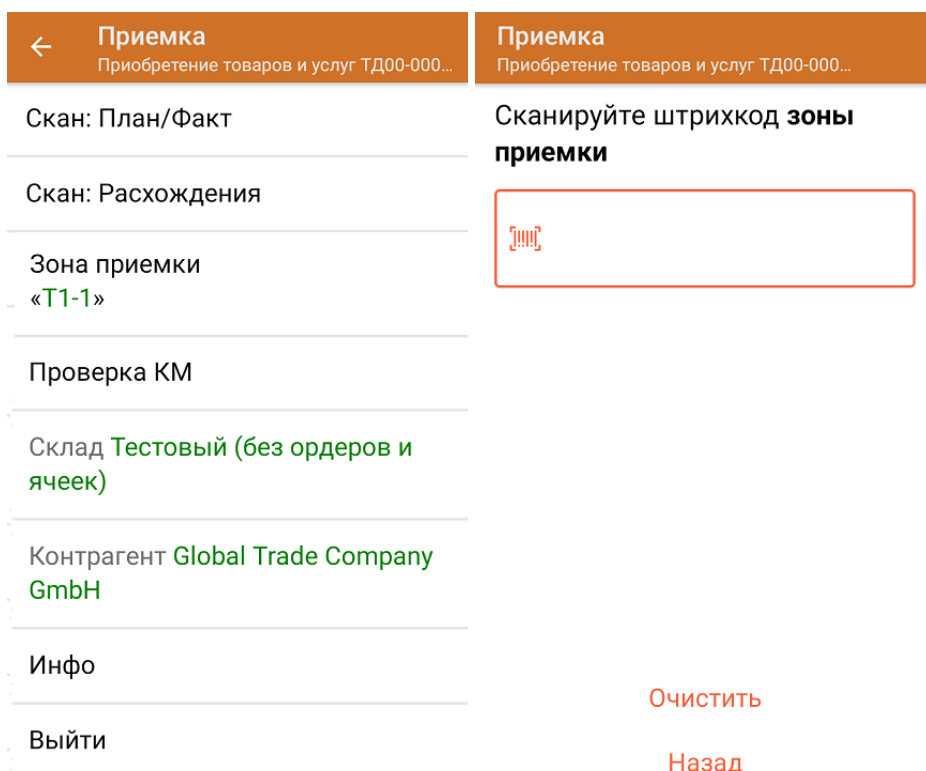 Приемка
Приобретение товаров и услуг ТД00-000...
Скан: План/Факт
Скан: Расхождения
Зона приемки
«Т1-1»
Проверка КМ
Склад Тестовый (без ордеров и
ячеек)
Контрагент Global Trade Company
GmbH
Инфо
Выйти
Приемка
Приобретение товаров и услуг ТД00-000...
Сканируйте штрихкод зоны
приемки
Очистить
Назад